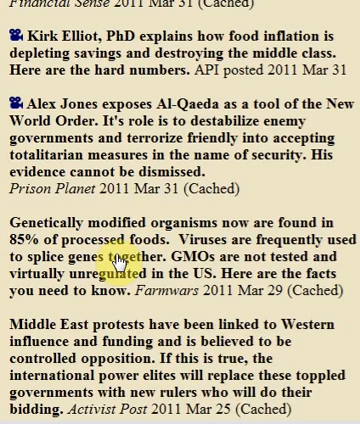 Financial Sense 2011 Mar 31 (Cached)
Kirk Elliot, PhD explains how food inflation is
depleting savings and destroying the middle class.
Here are the hard numbers. API posted 2011 Mar 31
Alex Jones exposes Al-Qaeda as a tool of the New
World Order. It's role is to destabilize enemy
governments and terrorize friendly into accepting
totalitarian measures in the name of security. His
evidence cannot be dismissed.
Prison Planet 2011 Mar 31 (Cached)
Genetically modified organisms now are found in
85% of processed foods. Viruses are frequently used
to splice genes together. GMOs are not tested and
virtually unregulated in the US. Here are the facts
you need to know. Farmwars 2011 Mar 29 (Cached)
Middle East protests have been linked to Western
influence and funding and is believed to be
controlled opposition. If this is true, the
international power elites will replace these toppled
governments with new rulers who will do their
bidding. Activist Post 2011 Mar 25 (Cached)